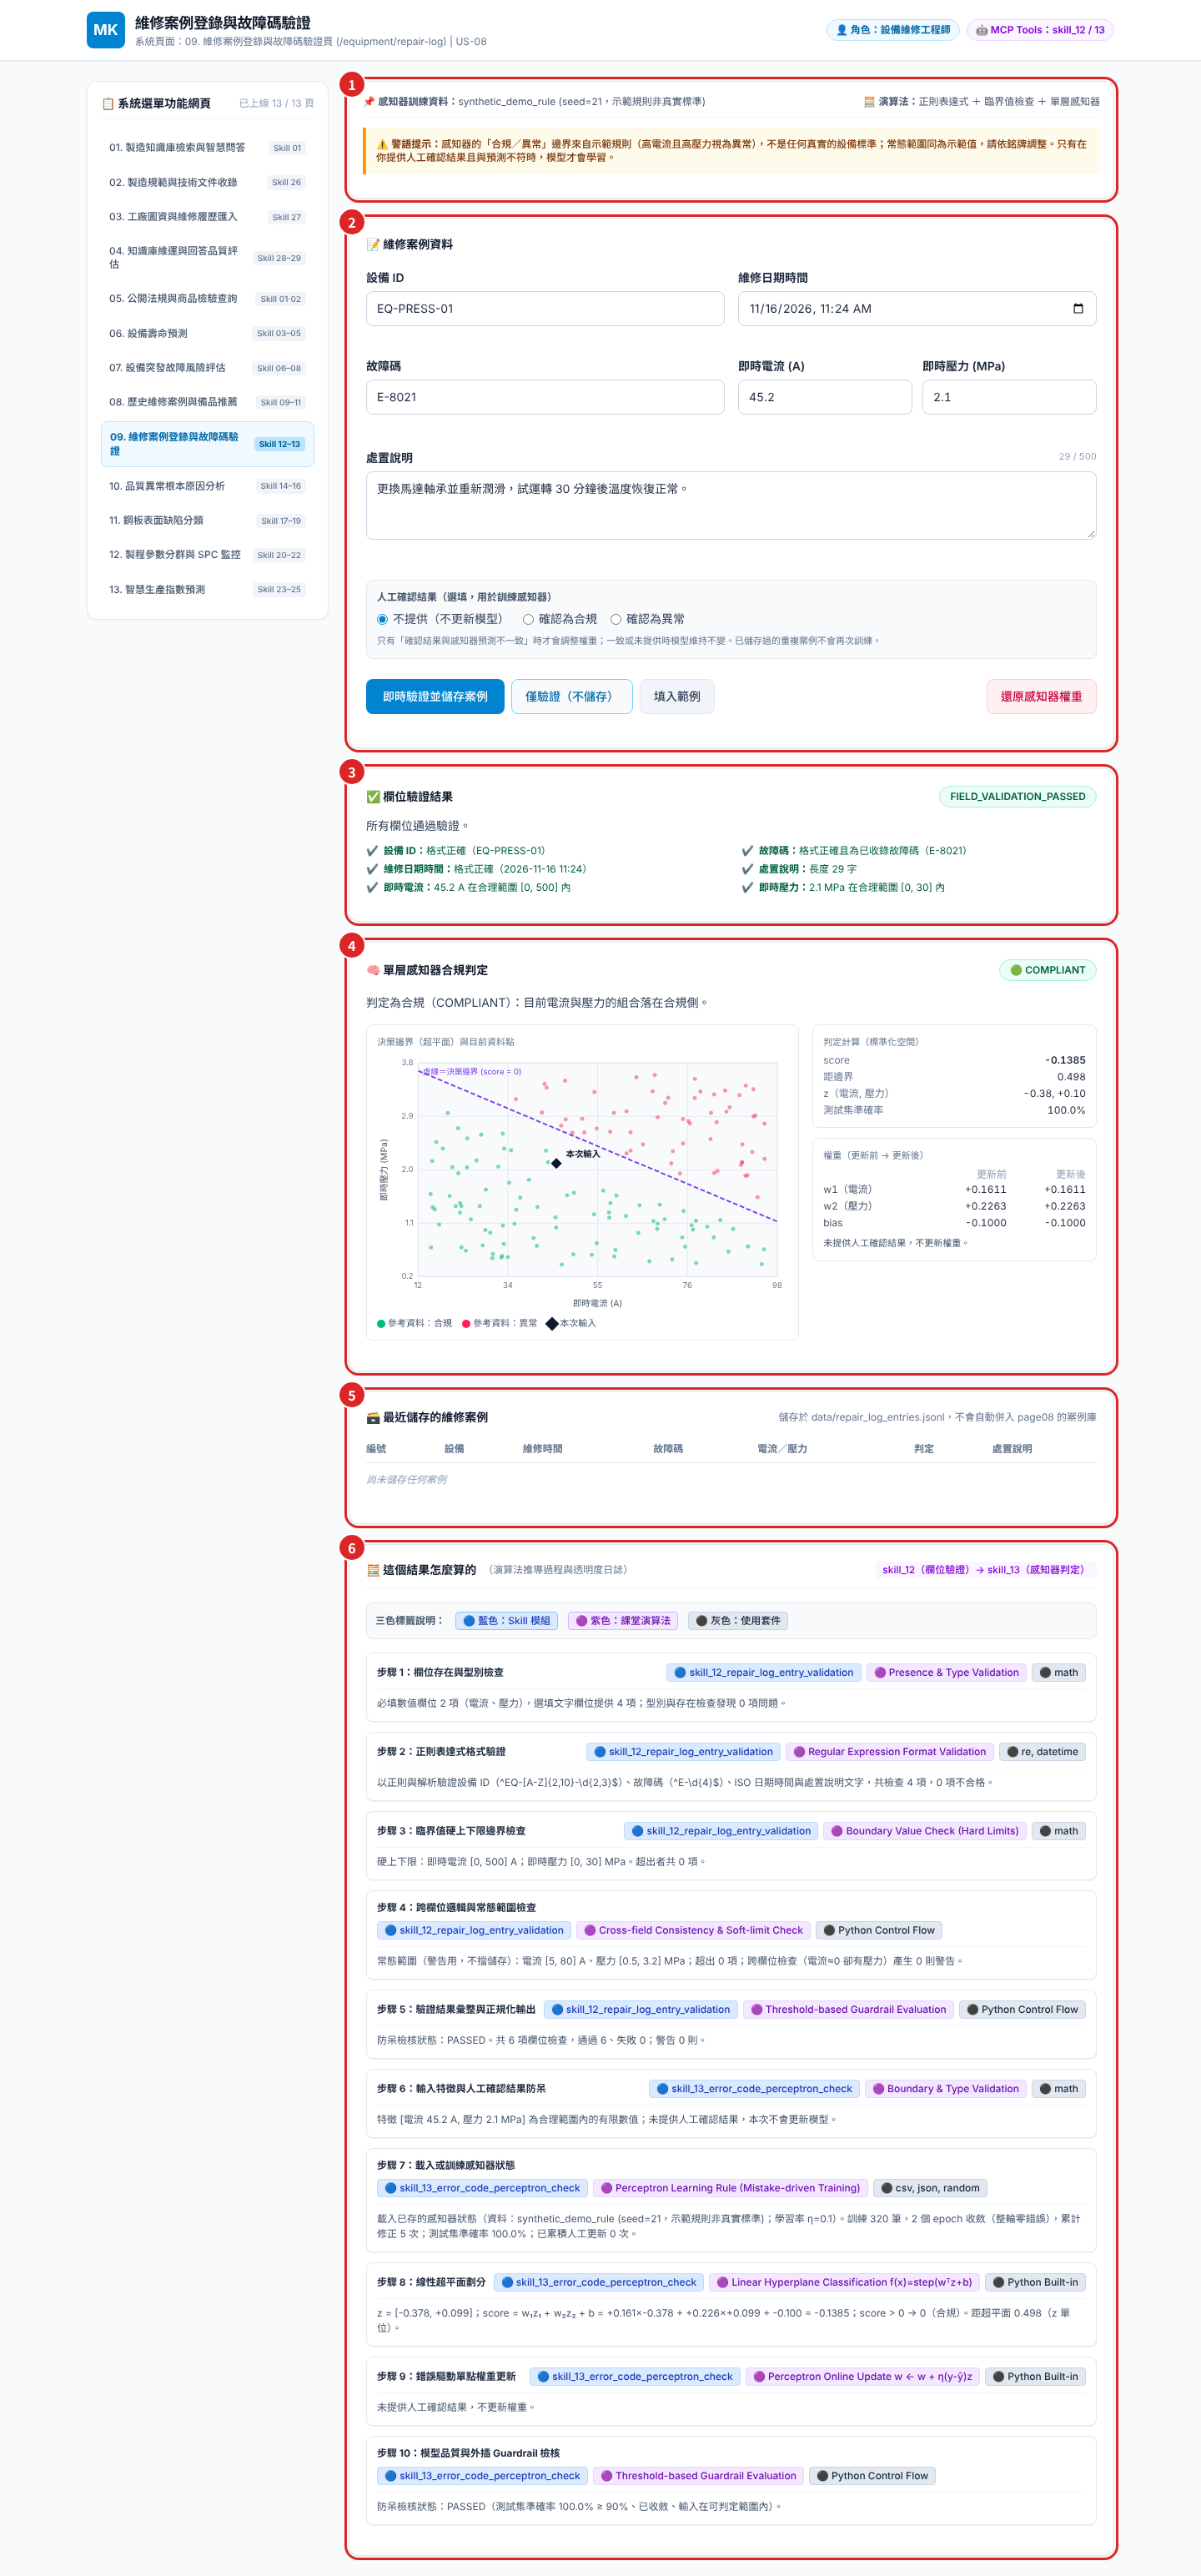 MK
維修案例登錄與故障碼驗證
系統頁面：09. 維修案例登錄與故障碼驗證頁 (/equipment/repair-log) | US-08
👤 角色：設備維修工程師
🤖 MCP Tools：skill_12 / 13
📋 系統選單功能網頁
已上線 13 / 13 頁
01. 製造知識庫檢索與智慧問答 Skill 01
02. 製造規範與技術文件收錄 Skill 26
03. 工廠圖資與維修履歷匯入 Skill 27
04. 知識庫維運與回答品質評
估
Skill 28–29
05. 公開法規與商品檢驗查詢 Skill 01-02
06. 設備壽命預測 Skill 03–05
07. 設備突發故障風險評估 Skill 06–08
08. 歷史維修案例與備品推薦 Skill 09–11
09. 維修案例登錄與故障碼驗
證
Skill 12–13
10. 品質異常根本原因分析 Skill 14–16
11. 鋼板表面缺陷分類 Skill 17–19
12. 製程參數分群與 SPC 監控 Skill 20–22
13. 智慧生產指數預測 Skill 23–25
1
📌 感知器訓練資料：synthetic_demo_rule (seed=21，示範規則非真實標準)
🧮 演算法：正則表達式 ＋ 臨界值檢查 ＋ 單層感知器
⚠️ 警語提示：感知器的「合規／異常」邊界來自示範規則（高電流且高壓力視為異常），不是任何真實的設備標準；常態範圍同為示範值，請依銘牌調整。只有在
你提供人工確認結果且與預測不符時，模型才會學習。
2
📝 維修案例資料
設備 ID
維修日期時間
EQ-PRESS-01
11/16/2026, 11:24 AM
故障碼
即時電流 (A)
即時壓力 (MPa)
E-8021
45.2
2.1
處置說明
29 / 500
更換馬達軸承並重新潤滑，試運轉 30 分鐘後溫度恢復正常。
人工確認結果（選填，用於訓練感知器）
不提供（不更新模型） 確認為合規 確認為異常
只有「確認結果與感知器預測不一致」時才會調整權重；一致或未提供時模型維持不變。已儲存過的重複案例不會再次訓練。
即時驗證並儲存案例
僅驗證（不儲存）
填入範例
還原感知器權重
3
✅ 欄位驗證結果
FIELD_VALIDATION_PASSED
所有欄位通過驗證。
✔ 設備 ID：格式正確（EQ-PRESS-01）
✔ 故障碼：格式正確且為已收錄故障碼（E-8021）
✔ 維修日期時間：格式正確（2026-11-16 11:24）
✔ 處置說明：長度 29 字
✔ 即時電流：45.2 A 在合理範圍 [0, 500] 內
✔ 即時壓力：2.1 MPa 在合理範圍 [0, 30] 內
4
🧠 單層感知器合規判定
🟢 COMPLIANT
判定為合規（COMPLIANT）：目前電流與壓力的組合落在合規側。
決策邊界（超平面）與目前資料點
3.8
虛線＝決策邊界 (score = 0)
2.9
本次輸入
2.0
1.1
0.2
即時壓力 (MPa)
12 34 55 76 98
即時電流 (A)
參考資料：合規 參考資料：異常 本次輸入
判定計算（標準化空間）
score -0.1385
距邊界 0.498
z（電流, 壓力） -0.38, +0.10
測試集準確率 100.0%
權重（更新前 → 更新後）
更新前 更新後
w1（電流） +0.1611 +0.1611
w2（壓力） +0.2263 +0.2263
bias -0.1000 -0.1000
未提供人工確認結果，不更新權重。
5
🗃️ 最近儲存的維修案例
儲存於 data/repair_log_entries.jsonl，不會自動併入 page08 的案例庫
編號 設備 維修時間 故障碼 電流／壓力 判定 處置說明
尚未儲存任何案例
6
🧮 這個結果怎麼算的 （演算法推導過程與透明度日誌）
skill_12（欄位驗證）→ skill_13（感知器判定）
三色標籤說明： 🔵 藍色：Skill 模組 🟣 紫色：課堂演算法 ⚫ 灰色：使用套件
步驟 1：欄位存在與型別檢查 🔵 skill_12_repair_log_entry_validation 🟣 Presence & Type Validation ⚫ math
必填數值欄位 2 項（電流、壓力），選填文字欄位提供 4 項；型別與存在檢查發現 0 項問題。
步驟 2：正則表達式格式驗證 🔵 skill_12_repair_log_entry_validation 🟣 Regular Expression Format Validation ⚫ re, datetime
以正則與解析驗證設備 ID（^EQ-[A-Z]{2,10}-\d{2,3}$）、故障碼（^E-\d{4}$）、ISO 日期時間與處置說明文字，共檢查 4 項，0 項不合格。
步驟 3：臨界值硬上下限邊界檢查 🔵 skill_12_repair_log_entry_validation 🟣 Boundary Value Check (Hard Limits) ⚫ math
硬上下限：即時電流 [0, 500] A；即時壓力 [0, 30] MPa。超出者共 0 項。
步驟 4：跨欄位邏輯與常態範圍檢查
🔵 skill_12_repair_log_entry_validation 🟣 Cross-field Consistency & Soft-limit Check ⚫ Python Control Flow
常態範圍（警告用，不擋儲存）：電流 [5, 80] A、壓力 [0.5, 3.2] MPa；超出 0 項；跨欄位檢查（電流≈0 卻有壓力）產生 0 則警告。
步驟 5：驗證結果彙整與正規化輸出 🔵 skill_12_repair_log_entry_validation 🟣 Threshold-based Guardrail Evaluation ⚫ Python Control Flow
防呆檢核狀態：PASSED。共 6 項欄位檢查，通過 6、失敗 0；警告 0 則。
步驟 6：輸入特徵與人工確認結果防呆 🔵 skill_13_error_code_perceptron_check 🟣 Boundary & Type Validation ⚫ math
特徵 [電流 45.2 A, 壓力 2.1 MPa] 為合理範圍內的有限數值；未提供人工確認結果，本次不會更新模型。
步驟 7：載入或訓練感知器狀態
🔵 skill_13_error_code_perceptron_check 🟣 Perceptron Learning Rule (Mistake-driven Training) ⚫ csv, json, random
載入已存的感知器狀態（資料：synthetic_demo_rule (seed=21，示範規則非真實標準)；學習率 η=0.1）。訓練 320 筆，2 個 epoch 收斂（整輪零錯誤），累計
修正 5 次；測試集準確率 100.0%；已累積人工更新 0 次。
步驟 8：線性超平面劃分 🔵 skill_13_error_code_perceptron_check 🟣 Linear Hyperplane Classification f(x)=step(wᵀz+b) ⚫ Python Built-in
z = [-0.378, +0.099]；score = w₁z₁ + w₂z₂ + b = +0.161×-0.378 + +0.226×+0.099 + -0.100 = -0.1385；score > 0 → 0（合規）。距超平面 0.498（z 單
位）。
步驟 9：錯誤驅動單點權重更新 🔵 skill_13_error_code_perceptron_check 🟣 Perceptron Online Update w ← w + η(y-ŷ)z ⚫ Python Built-in
未提供人工確認結果，不更新權重。
步驟 10：模型品質與外插 Guardrail 檢核
🔵 skill_13_error_code_perceptron_check 🟣 Threshold-based Guardrail Evaluation ⚫ Python Control Flow
防呆檢核狀態：PASSED（測試集準確率 100.0% ≥ 90%、已收斂、輸入在可判定範圍內）。